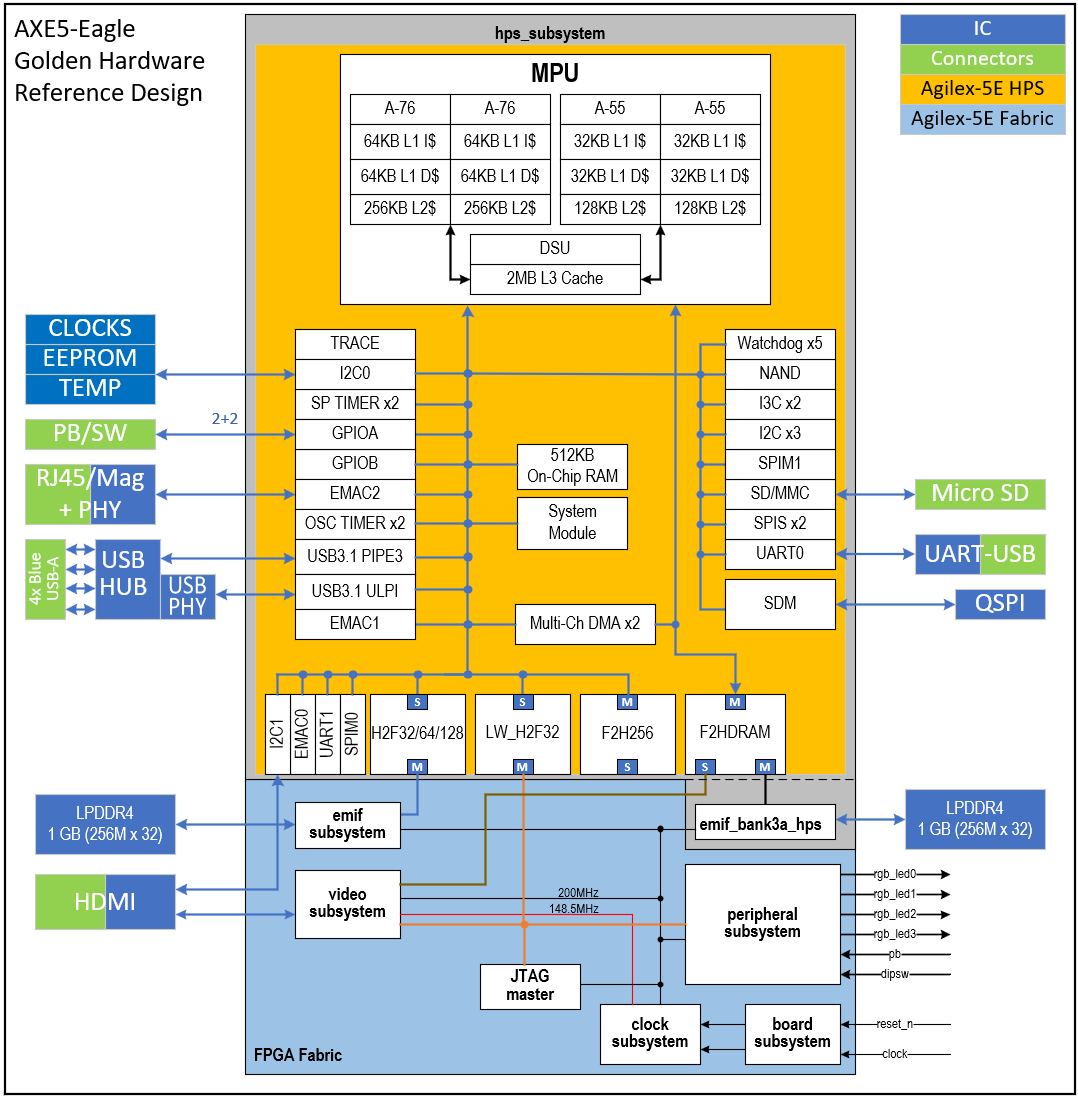 AXE5-Eagle
Golden Hardware
Reference Design
IC
Connectors
Agilex-5E HPS
Agilex-5E Fabric
hps_subsystem
MPU
A-76
A-76
A-55
A-55
64KB L1 I$
64KB L1 I$
32KB L1 I$
32KB L1 I$
64KB L1 D$
64KB L1 D$
32KB L1 D$
32KB L1 D$
256KB L2$
256KB L2$
128KB L2$
128KB L2$
DSU
2MB L3 Cache
CLOCKS
EEPROM
TEMP
PB/SW
2+2
RJ45/Mag
+ PHY
4x Blue
USB-A
USB
HUB
USB
PHY
TRACE
I2C0
SP TIMER x2
GPIOA
GPIOB
EMAC2
OSC TIMER x2
USB3.1 PIPE3
USB3.1 ULPI
EMAC1
512KB
On-Chip RAM
System
Module
Multi-Ch DMA x2
Watchdog x5
NAND
I3C x2
I2C x3
SPIM1
SD/MMC
SPIS x2
UART0
SDM
Micro SD
UART-USB
QSPI
I2C1
EMAC0
UART1
SPIM0
S
H2F32/64/128
M
S
LW_H2F32
M
M
F2H256
S
M
F2HDRAM
S
M
LPDDR4
1 GB (256M x 32)
emif
subsystem
emif_bank3a_hps
LPDDR4
1 GB (256M x 32)
HDMI
video
subsystem
200MHz
148.5MHz
peripheral
subsystem
rgb_led0
rgb_led1
rgb_led2
rgb_led3
pb
dipsw
JTAG
master
clock
subsystem
board
subsystem
reset_n
clock
FPGA Fabric